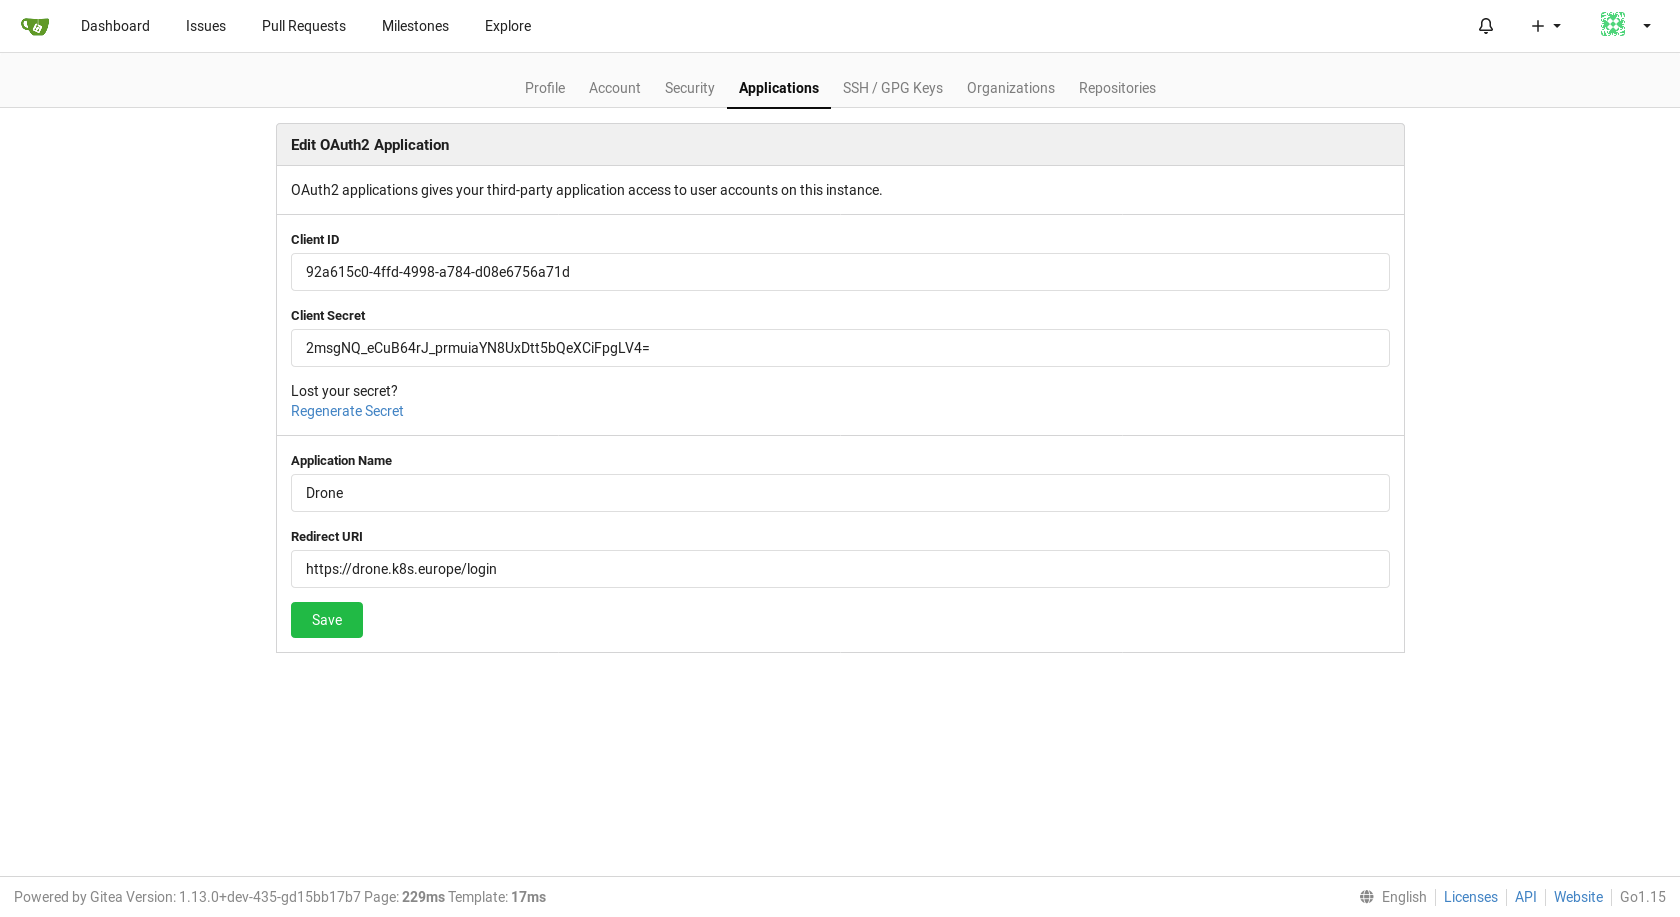 Dashboard Issues Pull Requests Milestones Explore
Profile Account Security Applications SSH / GPG Keys Organizations Repositories
Edit OAuth2 Application
OAuth2 applications gives your third-party application access to user accounts on this instance.
Client ID
92a615c0-4ffd-4998-a784-d08e6756a71d
Client Secret
2msgNQ_eCuB64rJ_prmuiaYN8UxDtt5bQeXCiFpgLV4=
Lost your secret?
Regenerate Secret
Application Name
Drone
Redirect URI
https://drone.k8s.europe/login
Save
Powered by Gitea Version: 1.13.0+dev-435-gd15bb17b7 Page: 229ms Template: 17ms English Licenses API Website Go1.15